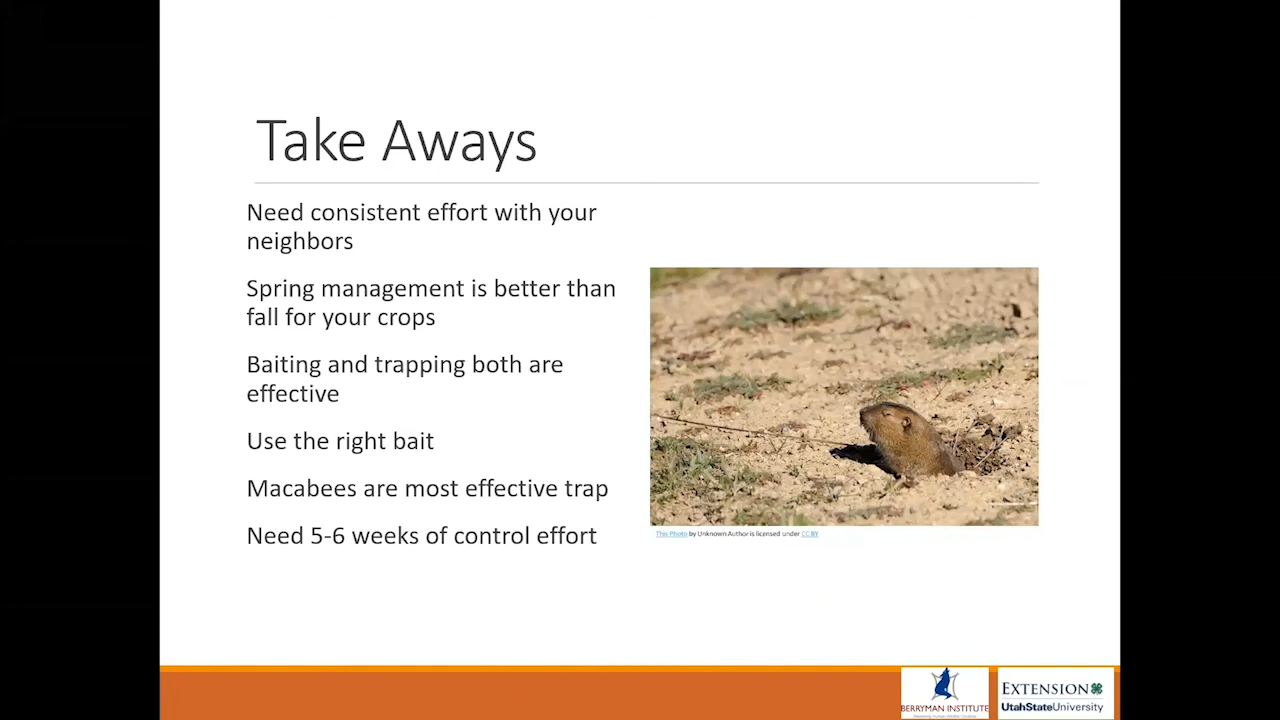 Take Aways
Need consistent effort with your
neighbors
Spring management is better than
fall for your crops
Baiting and trapping both are
effective
Use the right bait
Macabees are most effective trap
Need 5-6 weeks of control effort
This Photo by Unknown Author is licensed under CC BY
BERRYMAN INSTITUTE
EXTENSION
UtahStateUniversity